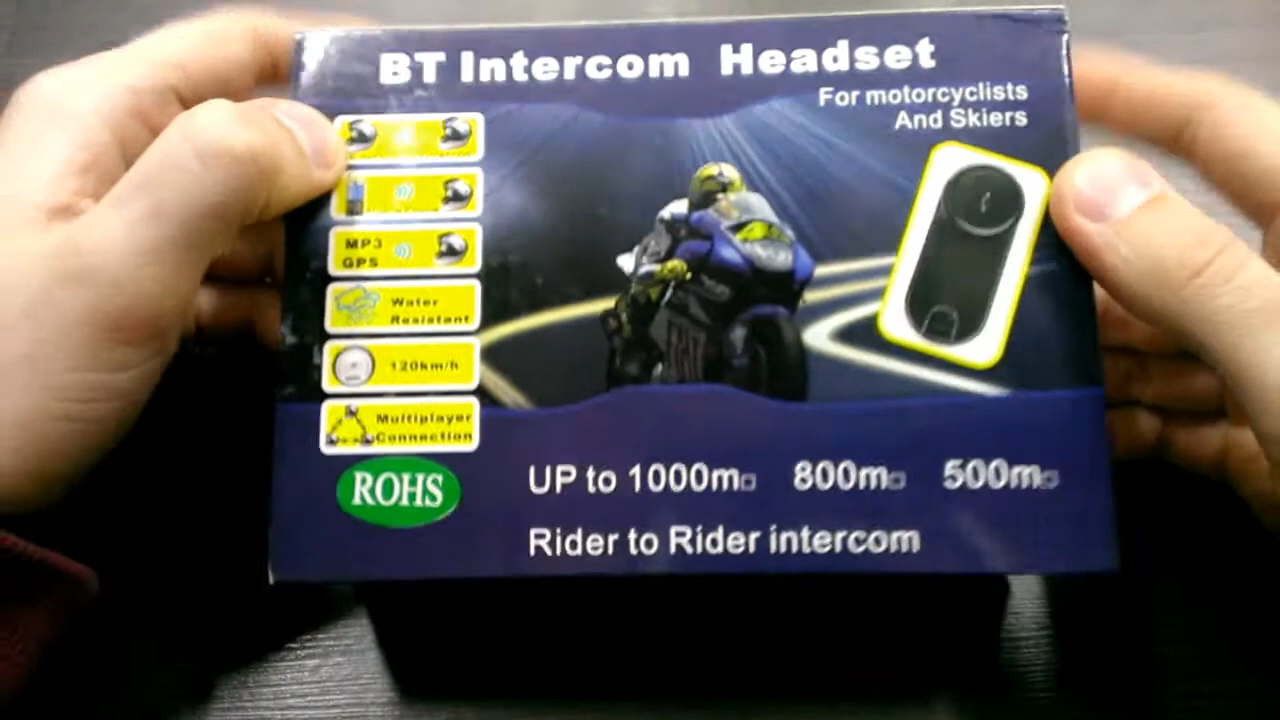 BT Intercom Headset
For motorcyclists
And Skiers
MP3
GPS
Water
Resistant
120km/h
Multiplayer
Connection
ROHS
UP to 1000m□ 800m□ 500m□
Rider to Rider intercom